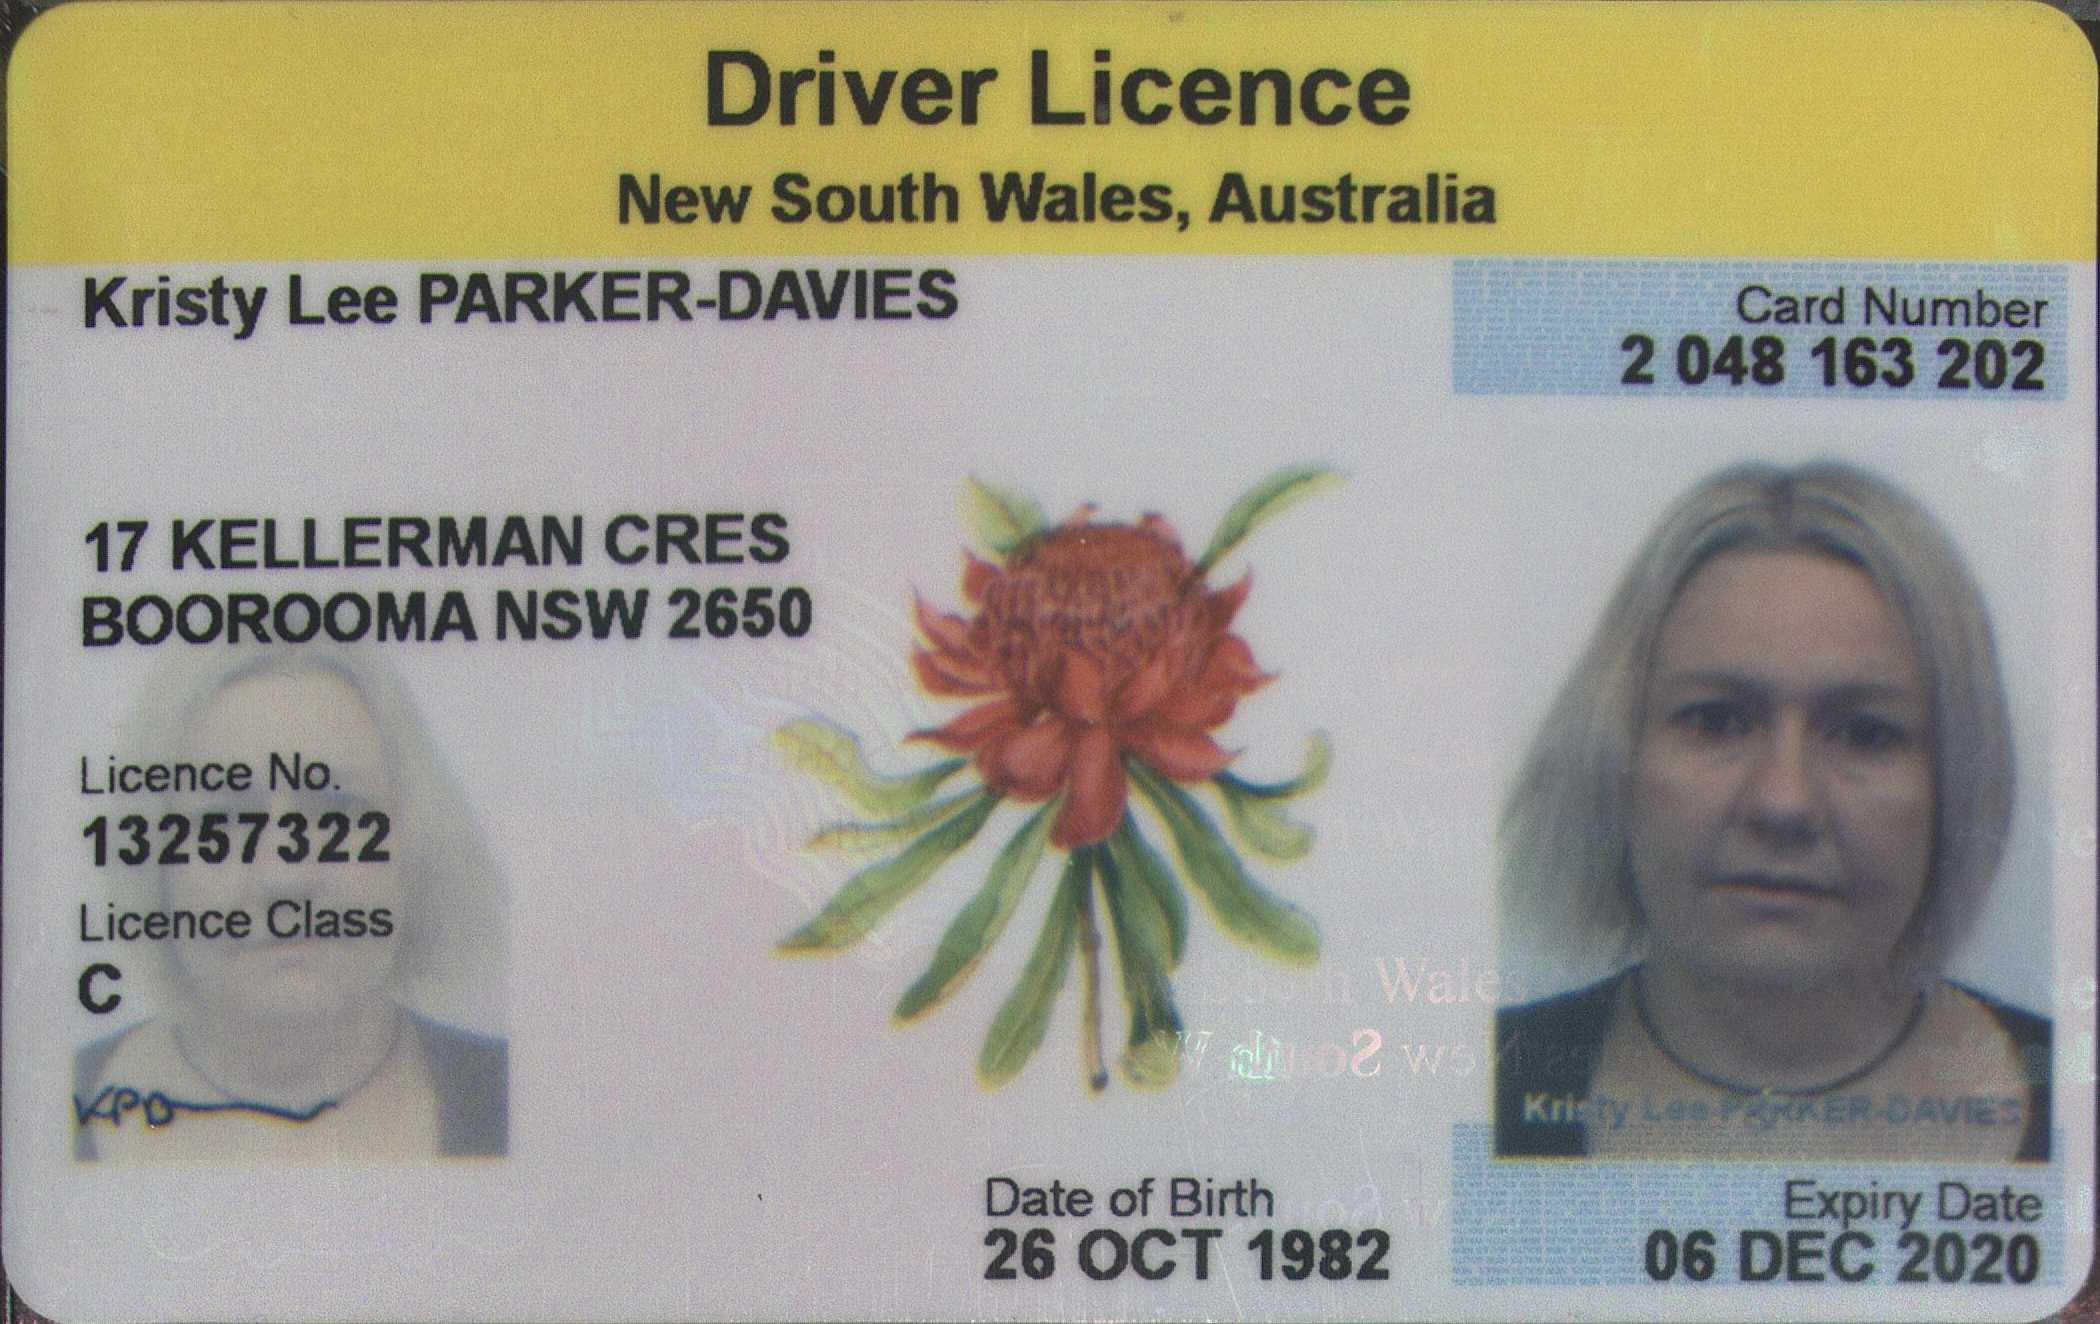 Driver Licence
New South Wales, Australia
Kristy Lee PARKER-DAVIES
Card Number
2 048 163 202
17 KELLERMAN CRES
BOOROOMA NSW 2650
Licence No.
13257322
Licence Class
C
KPD
South Wales
New South W
Kristy Lee PARKER-DAVIES
Date of Birth
26 OCT 1982
Expiry Date
06 DEC 2020